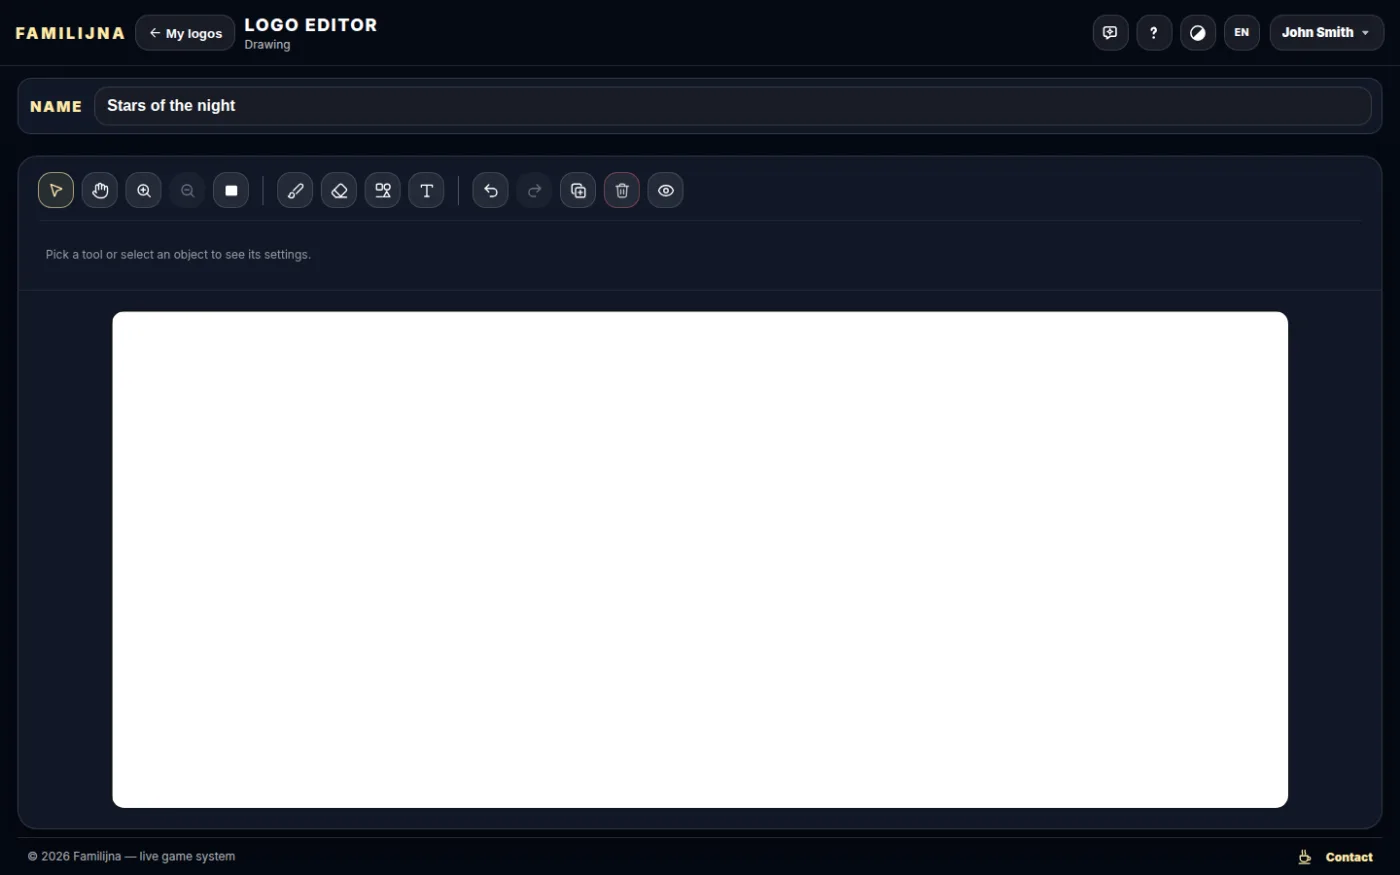 FAMILIJNA
← My logos
LOGO EDITOR
Drawing
?
EN
John Smith
NAME
Stars of the night
Pick a tool or select an object to see its settings.
© 2026 Familijna — live game system
Contact